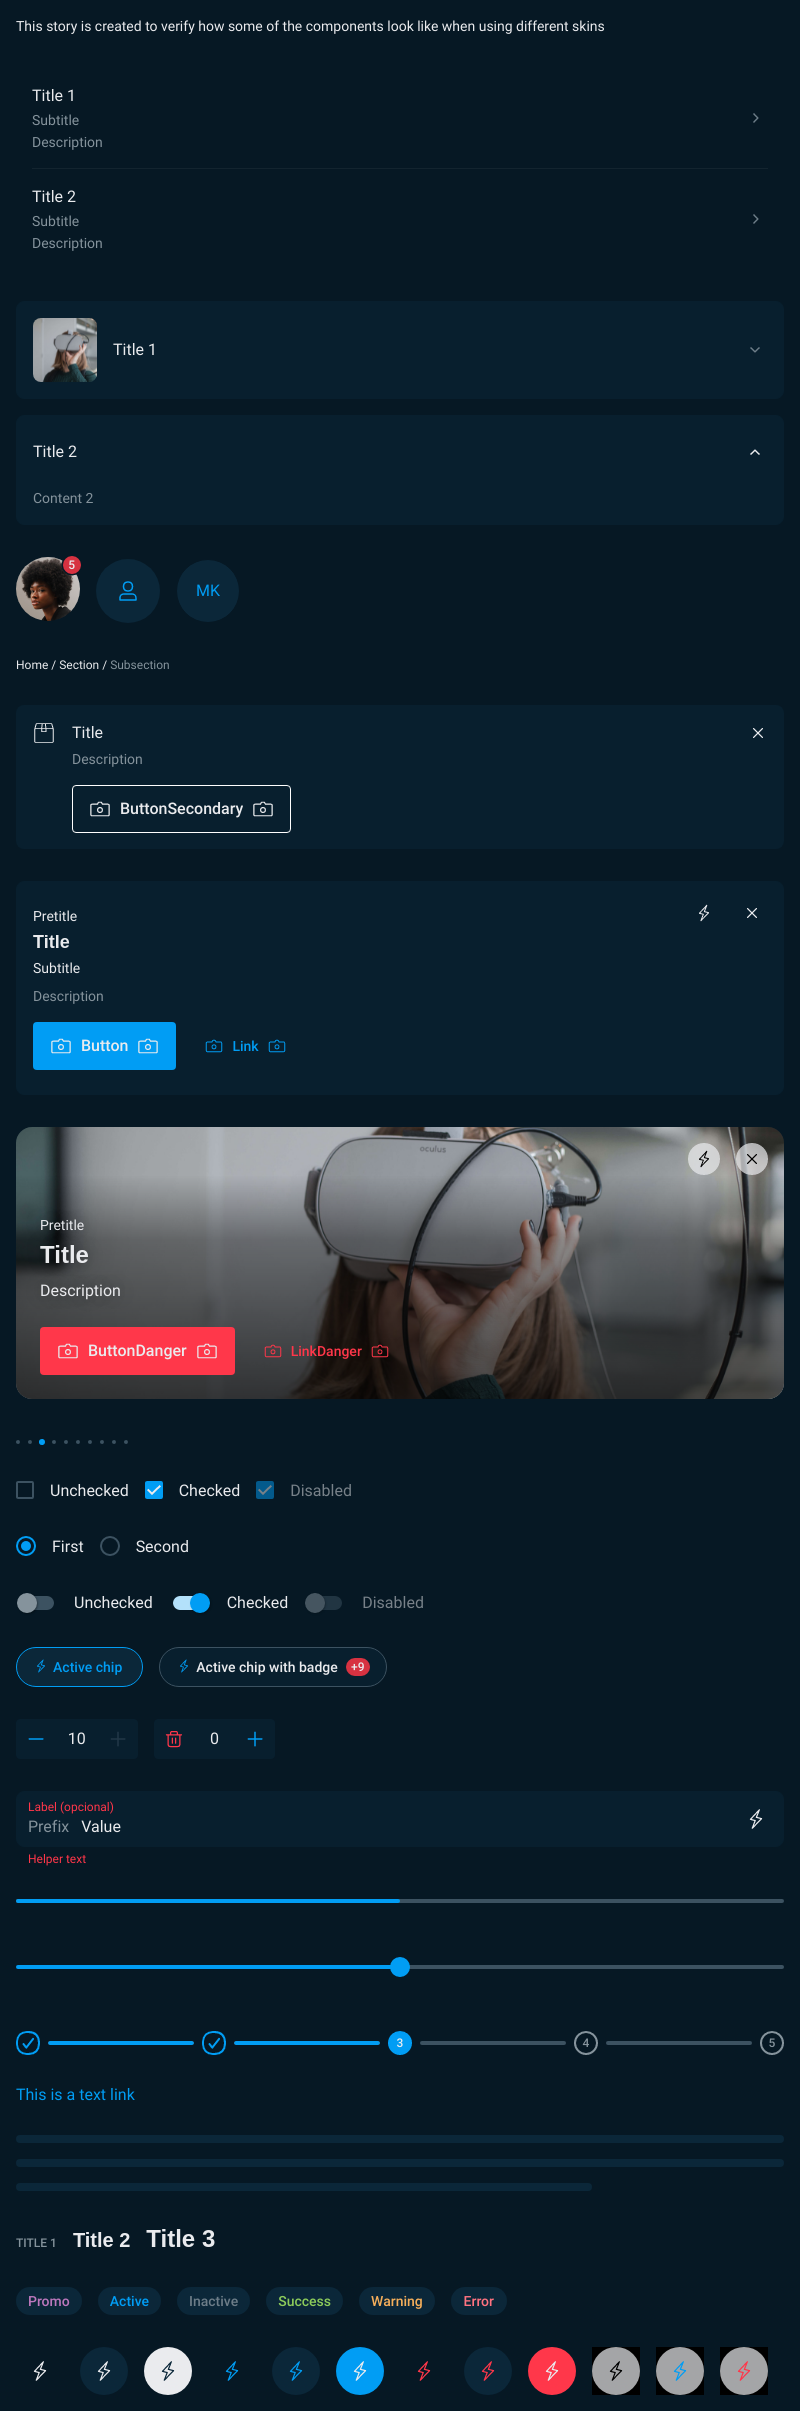 This story is created to verify how some of the components look like when using different skins
Title 1
Subtitle
Description
Title 2
Subtitle
Description
Title 1
Title 2
Content 2
5
MK
Home / Section / Subsection
Title
Description
ButtonSecondary
Pretitle
Title
Subtitle
Description
Button Link
oculus
Pretitle
Title
Description
ButtonDanger LinkDanger
Unchecked Checked Disabled
First Second
Unchecked Checked Disabled
Active chip Active chip with badge +9
10 0
Label (opcional)
Prefix Value
Helper text
3 4 5
This is a text link
TITLE 1 Title 2 Title 3
Promo Active Inactive Success Warning Error